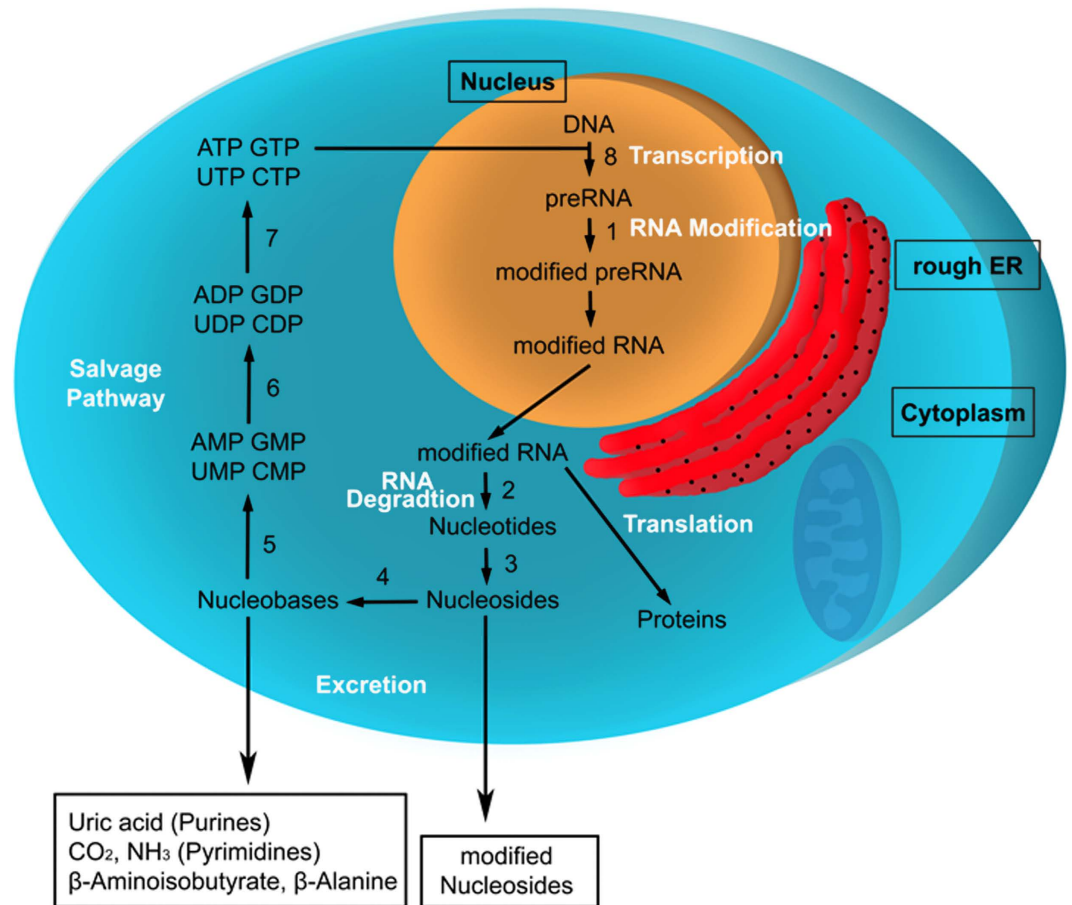 Nucleus
DNA
ATP GTP
UTP CTP
8 Transcription
preRNA
1 RNA Modification
7
rough ER
modified preRNA
ADP GDP
UDP CDP
modified RNA
Salvage
Pathway
6
Cytoplasm
AMP GMP
UMP CMP
modified RNA
RNA
Degradtion
2
Nucleotides
Translation
5
3
4
Nucleobases
Nucleosides
Proteins
Excretion
Uric acid (Purines)
CO₂, NH₃ (Pyrimidines)
β-Aminoisobutyrate, β-Alanine
modified
Nucleosides